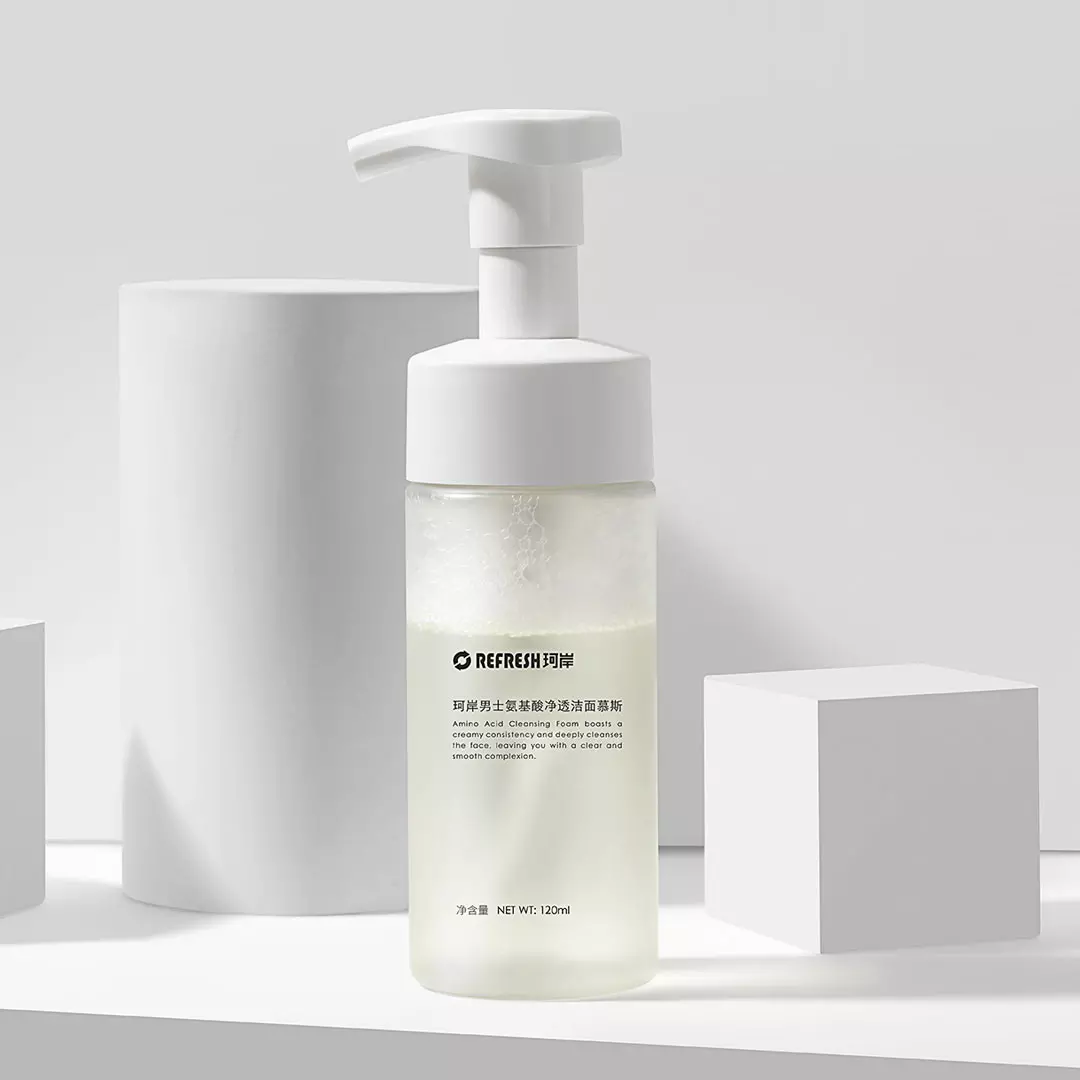 REFRESH珂岸
珂岸男士氨基酸净透洁面慕斯
Amino Acid Cleansing Foam boasts a
creamy consistency and deeply cleanses
the face, leaving you with a clear and
smooth complexion.
净含量 NET WT: 120ml